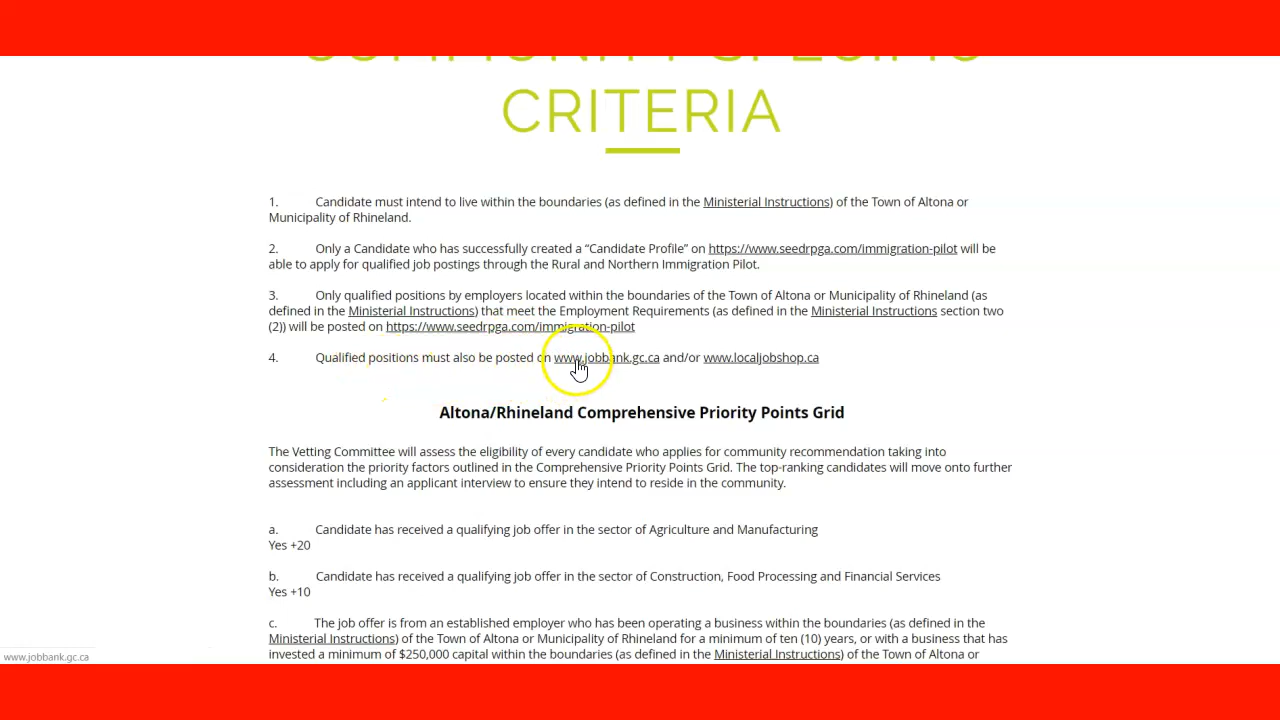 COMMUNITY SPECIFIC
CRITERIA
1. Candidate must intend to live within the boundaries (as defined in the Ministerial Instructions) of the Town of Altona or
Municipality of Rhineland.
2. Only a Candidate who has successfully created a “Candidate Profile” on https://www.seedrpga.com/immigration-pilot will be
able to apply for qualified job postings through the Rural and Northern Immigration Pilot.
3. Only qualified positions by employers located within the boundaries of the Town of Altona or Municipality of Rhineland (as
defined in the Ministerial Instructions) that meet the Employment Requirements (as defined in the Ministerial Instructions section two
(2)) will be posted on https://www.seedrpga.com/immigration-pilot
4. Qualified positions must also be posted on www.jobbank.gc.ca and/or www.localjobshop.ca
Altona/Rhineland Comprehensive Priority Points Grid
The Vetting Committee will assess the eligibility of every candidate who applies for community recommendation taking into
consideration the priority factors outlined in the Comprehensive Priority Points Grid. The top-ranking candidates will move onto further
assessment including an applicant interview to ensure they intend to reside in the community.
a. Candidate has received a qualifying job offer in the sector of Agriculture and Manufacturing
Yes +20
b. Candidate has received a qualifying job offer in the sector of Construction, Food Processing and Financial Services
Yes +10
c. The job offer is from an established employer who has been operating a business within the boundaries (as defined in the
Ministerial Instructions) of the Town of Altona or Municipality of Rhineland for a minimum of ten (10) years, or with a business that has
invested a minimum of $250,000 capital within the boundaries (as defined in the Ministerial Instructions) of the Town of Altona or
www.jobbank.gc.ca